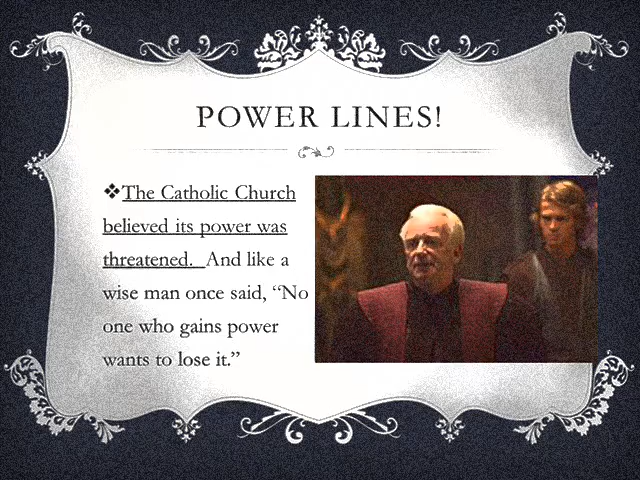 POWER LINES!
❖The Catholic Church
believed its power was
threatened. And like a
wise man once said, “No
one who gains power
wants to lose it.”